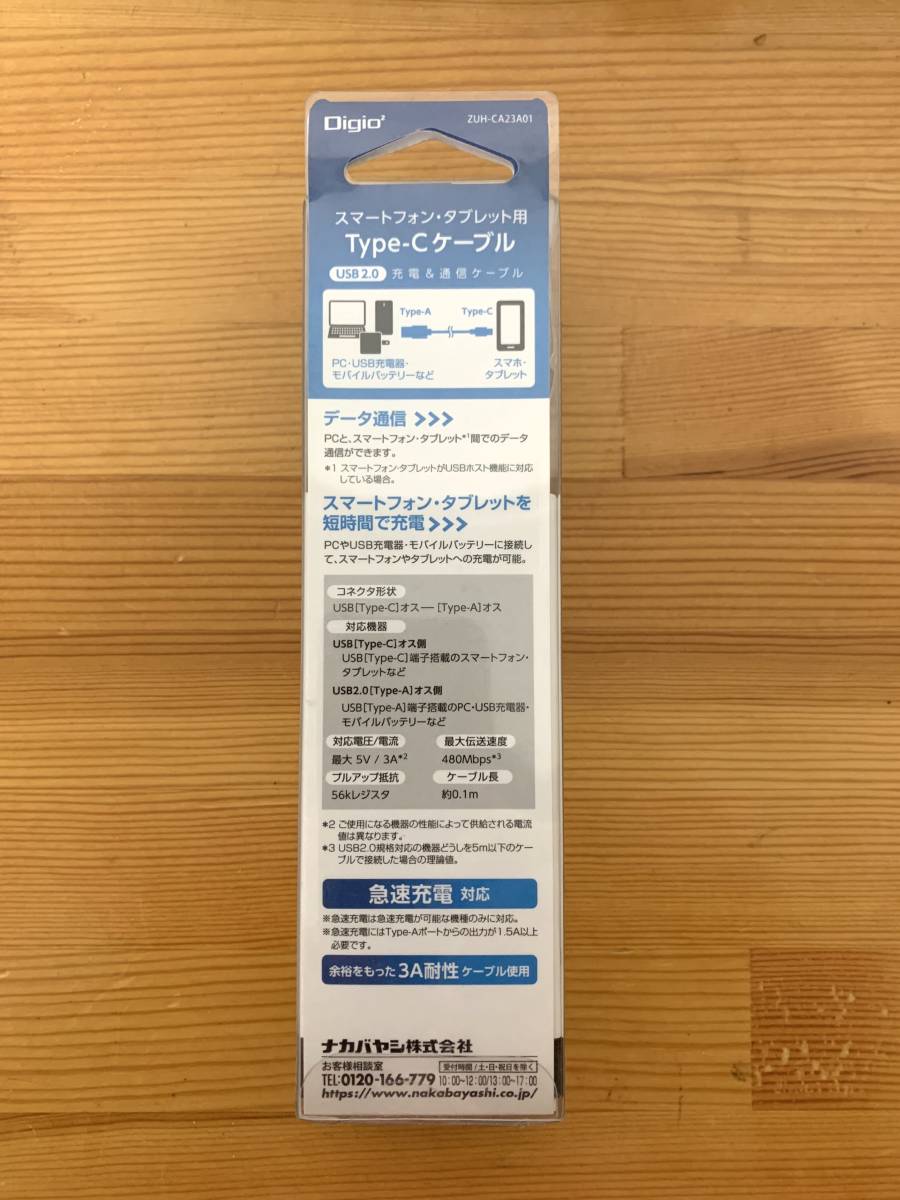 Digio²
ZUH-CA23A01
スマートフォン・タブレット用
Type-Cケーブル
USB 2.0 充電&通信ケーブル
Type-A
Type-C
PC・USB充電器・
モバイルバッテリーなど
スマホ・
タブレット
データ通信 >>>
PCと、スマートフォン・タブレット*1間でのデータ
通信ができます。
*1 スマートフォン・タブレットがUSBホスト機能に対応
している場合。
スマートフォン・タブレットを
短時間で充電 >>>
PCやUSB充電器・モバイルバッテリーに接続し
て、スマートフォンやタブレットへの充電が可能。
コネクタ形状
USB[Type-C]オス― [Type-A]オス
対応機器
USB[Type-C]オス側
USB[Type-C]端子搭載のスマートフォン・
タブレットなど
USB2.0[Type-A]オス側
USB[Type-A]端子搭載のPC・USB充電器・
モバイルバッテリーなど
対応電圧/電流
最大伝送速度
最大 5V / 3A*2
480Mbps*3
プルアップ抵抗
ケーブル長
56kレジスタ
約0.1m
*2 ご使用になる機器の性能によって供給される電流
値は異なります。
*3 USB2.0規格対応の機器どうしを5m以下のケー
ブルで接続した場合の理論値。
急速充電 対応
※急速充電は急速充電が可能な機種のみに対応。
※急速充電にはType-Aポートからの出力が1.5A以上
必要です。
余裕をもった 3A耐性 ケーブル使用
ナカバヤシ株式会社
お客様相談室
受付時間/土・日・祝日を除く
TEL:0120-166-779 10:00~12:00/13:00~17:00
https://www.nakabayashi.co.jp/